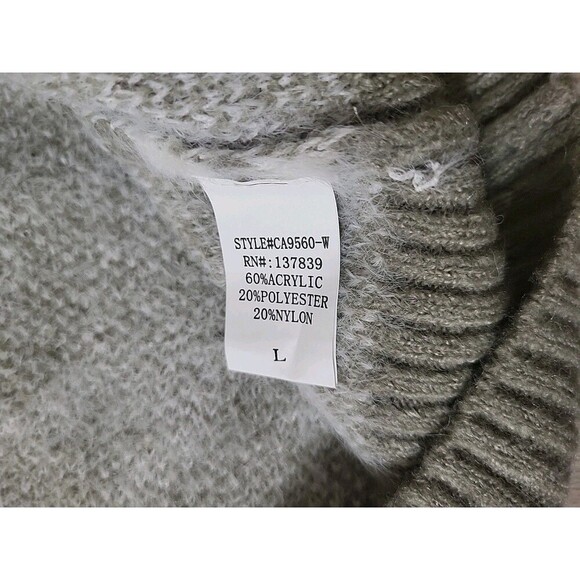 STYLE#CA9560-W
RN#:137839
60%ACRYLIC
20%POLYESTER
20%NYLON
L